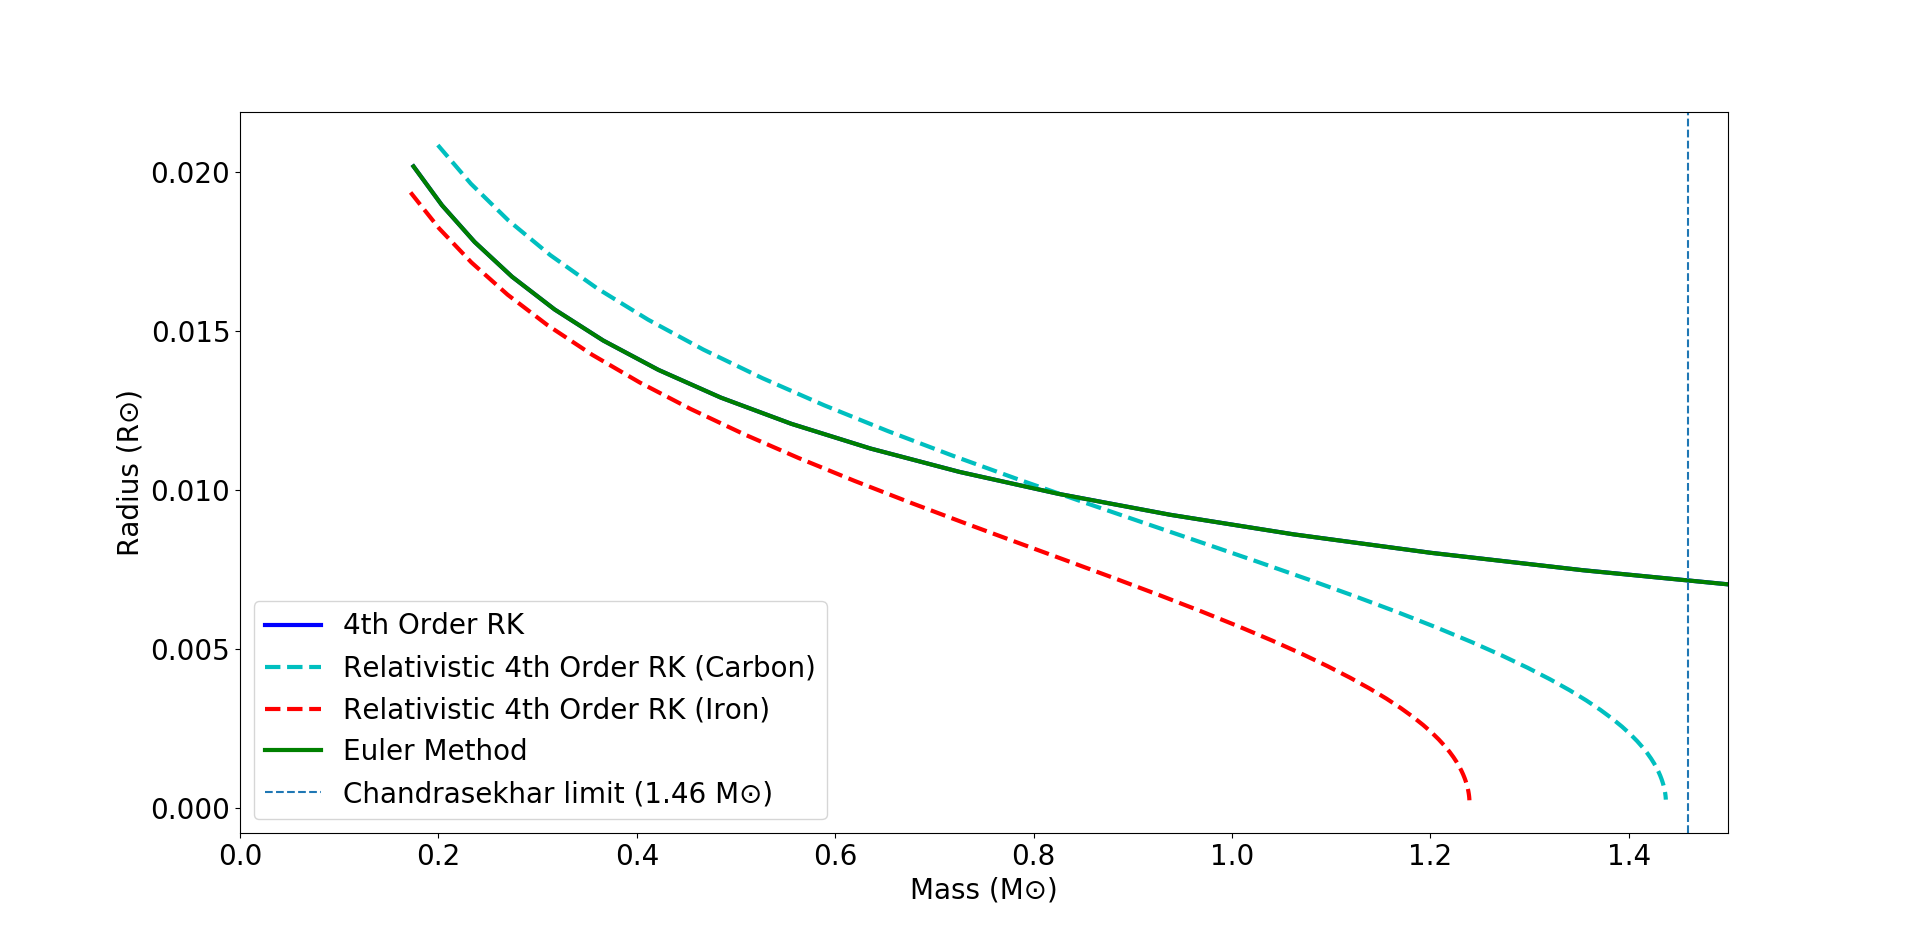 0.020
0.015
0.010
0.005
0.000
Radius (R⊙)
4th Order RK
Relativistic 4th Order RK (Carbon)
Relativistic 4th Order RK (Iron)
Euler Method
Chandrasekhar limit (1.46 M⊙)
0.0 0.2 0.4 0.6 0.8 1.0 1.2 1.4
Mass (M⊙)